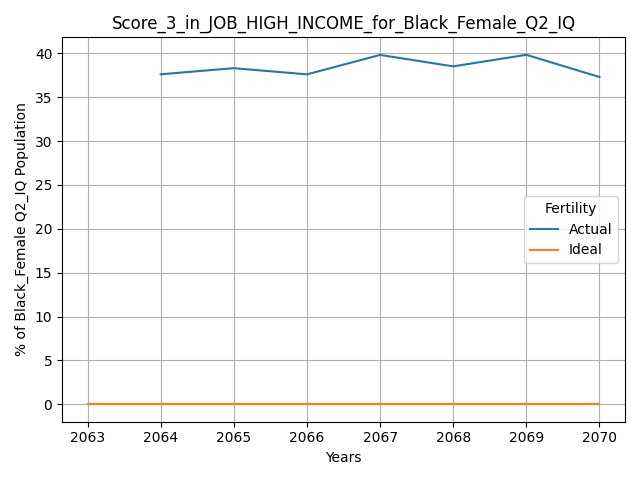 Score_3_in_JOB_HIGH_INCOME_for_Black_Female_Q2_IQ
% of Black_Female Q2_IQ Population
40
35
30
25
20
15
10
5
0
Fertility
Actual
Ideal
2063 2064 2065 2066 2067 2068 2069 2070
Years